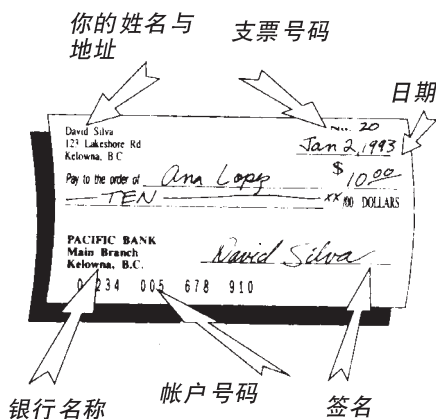 你的姓名与
地址
支票号码
日期
David Silva
123 Lakeshore Rd
Kelowna, B C
No. 20
Jan 2, 1993
Pay to the order of Ana Lopez
$ 10.00
TEN xx/00 DOLLARS
PACIFIC BANK
Main Branch
Kelowna, B.C.
David Silva
234 005 678 910
银行名称
帐户号码
签名